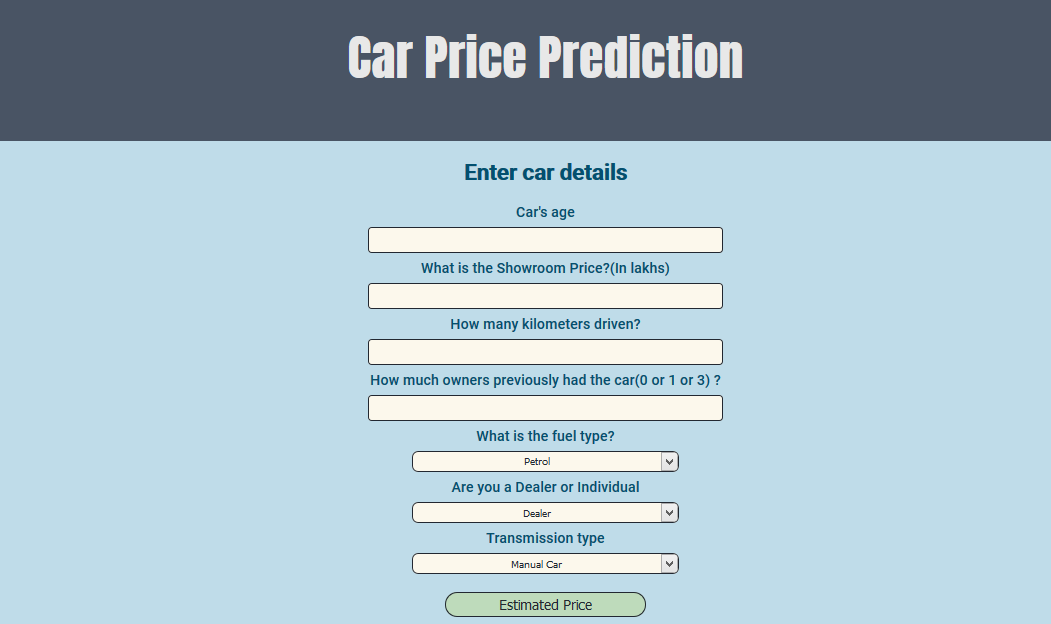 Car Price Prediction
Enter car details
Car's age
What is the Showroom Price?(In lakhs)
How many kilometers driven?
How much owners previously had the car(0 or 1 or 3) ?
What is the fuel type?
Petrol
Are you a Dealer or Individual
Dealer
Transmission type
Manual Car
Estimated Price